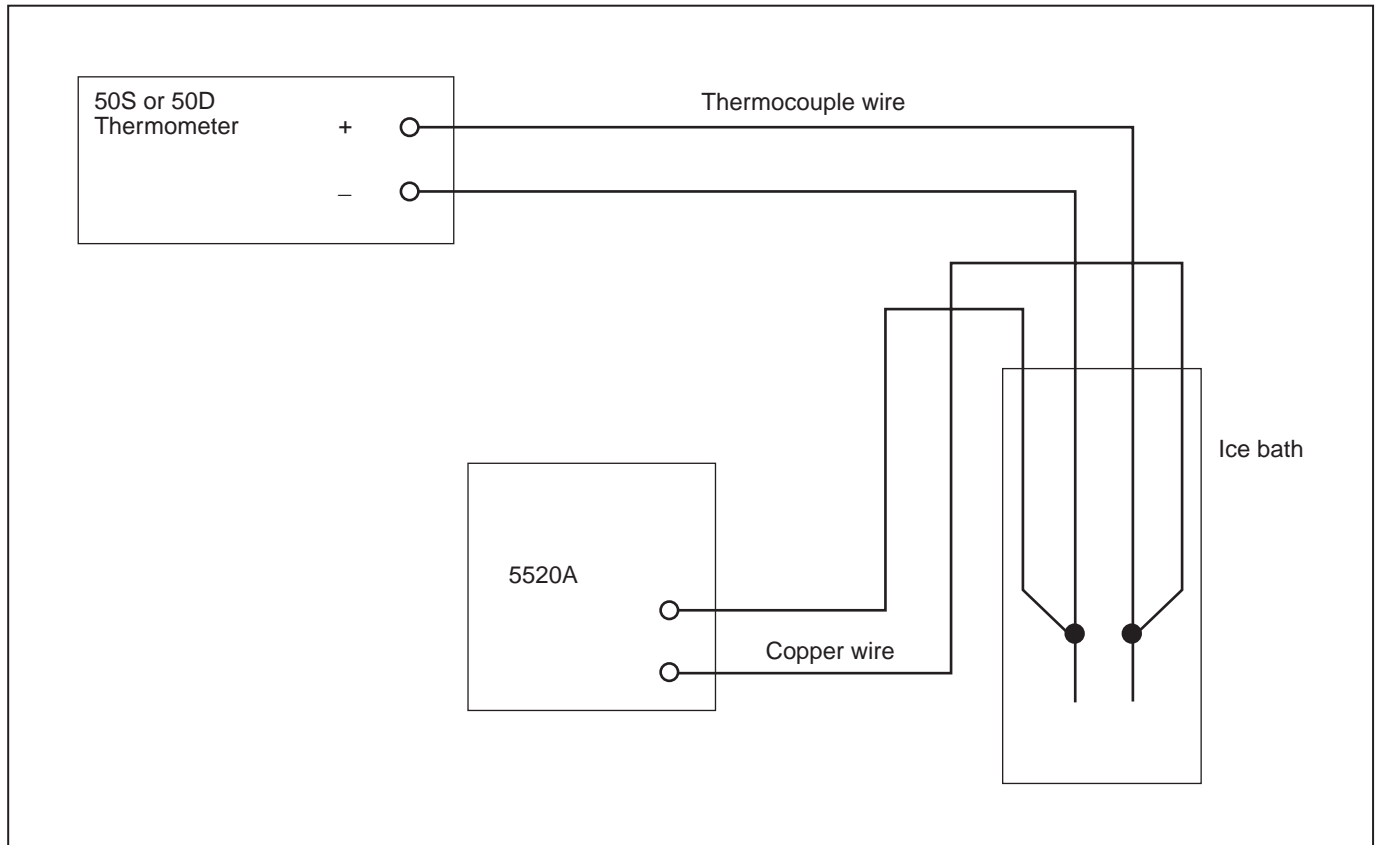 50S or 50D
Thermometer
+
–
Thermocouple wire
Ice bath
5520A
Copper wire